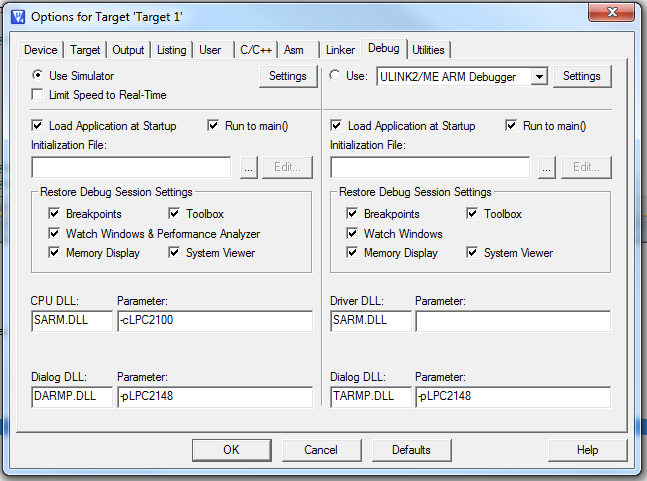 Options for Target 'Target 1'
Device Target Output Listing User C/C++ Asm Linker Debug Utilities
Use Simulator Settings
Limit Speed to Real-Time
Use: ULINK2/ME ARM Debugger Settings
Load Application at Startup Run to main()
Initialization File:
... Edit...
Load Application at Startup Run to main()
Initialization File:
... Edit...
Restore Debug Session Settings
Breakpoints Toolbox
Watch Windows & Performance Analyzer
Memory Display System Viewer
Restore Debug Session Settings
Breakpoints Toolbox
Watch Windows
Memory Display System Viewer
CPU DLL: Parameter:
SARM.DLL -cLPC2100
Driver DLL: Parameter:
SARM.DLL
Dialog DLL: Parameter:
DARMP.DLL -pLPC2148
Dialog DLL: Parameter:
TARMP.DLL -pLPC2148
OK Cancel Defaults Help